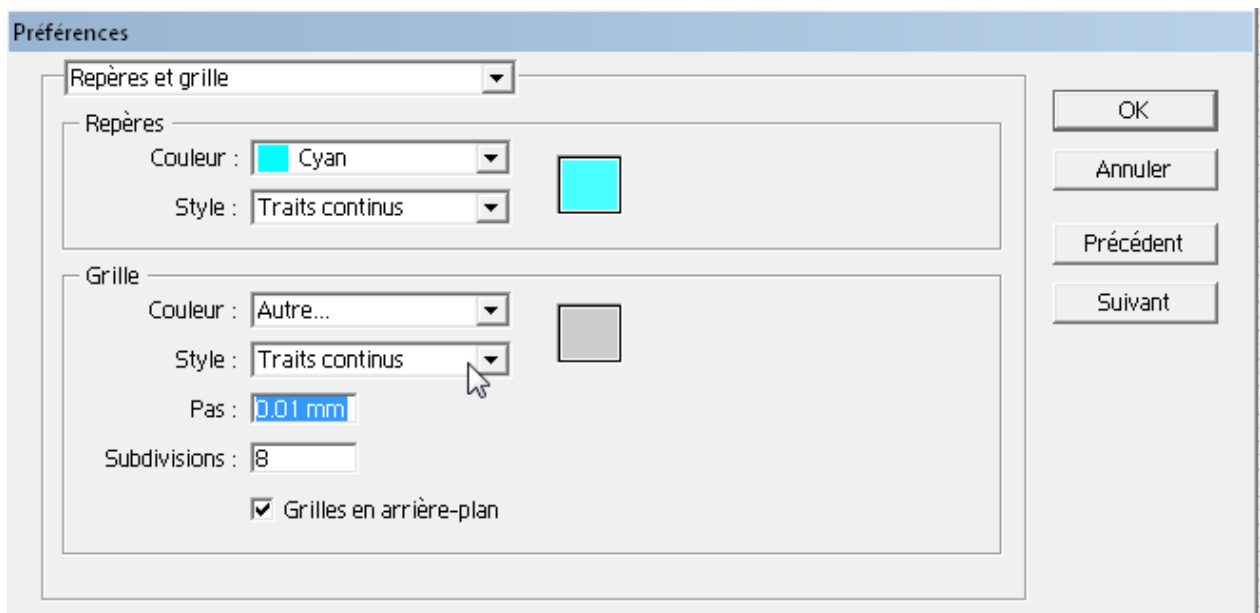 Préférences
Repères et grille
OK
Repères
Couleur : Cyan
Annuler
Style : Traits continus
Précédent
Grille
Couleur : Autre...
Suivant
Style : Traits continus
Pas : 0.01 mm
Subdivisions : 8
Grilles en arrière-plan